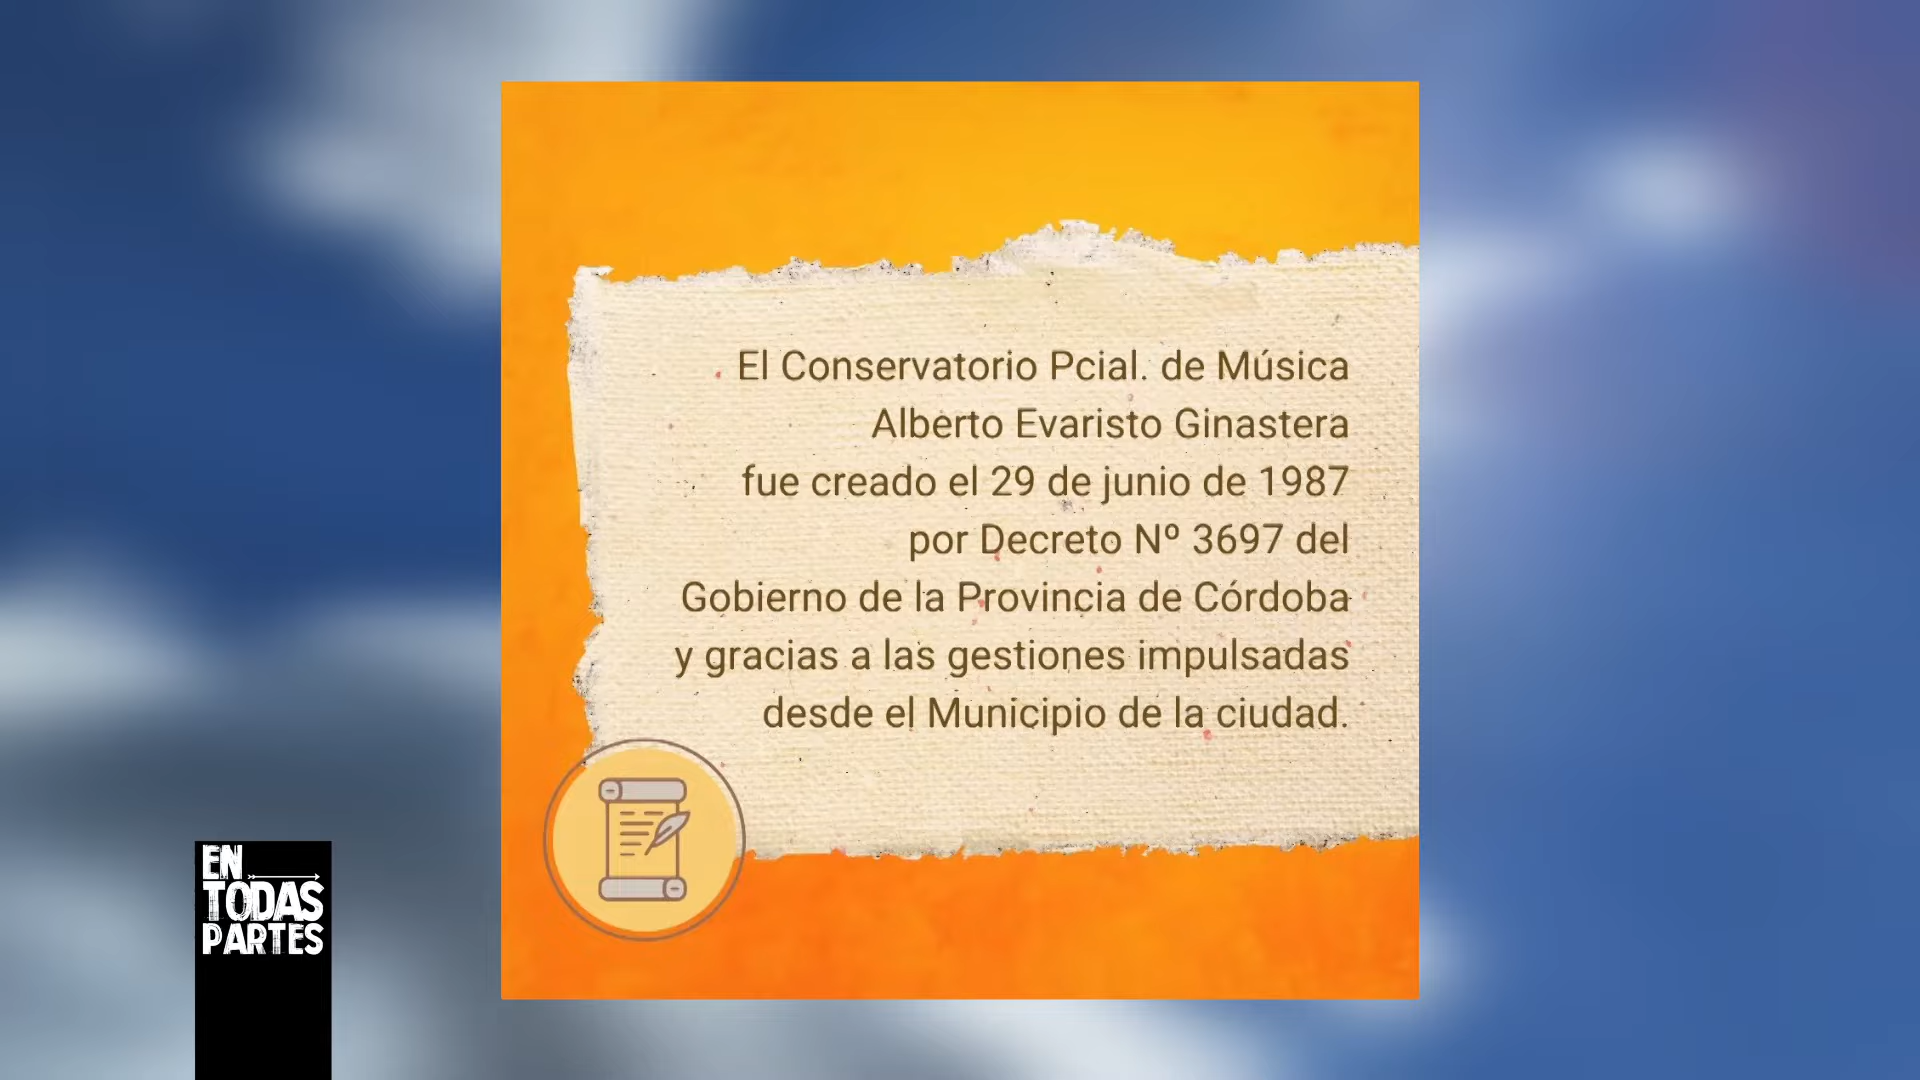 El Conservatorio Pcial. de Música
Alberto Evaristo Ginastera
fue creado el 29 de junio de 1987
por Decreto Nº 3697 del
Gobierno de la Provincia de Córdoba
y gracias a las gestiones impulsadas
desde el Municipio de la ciudad.
EN
TODAS
PARTES